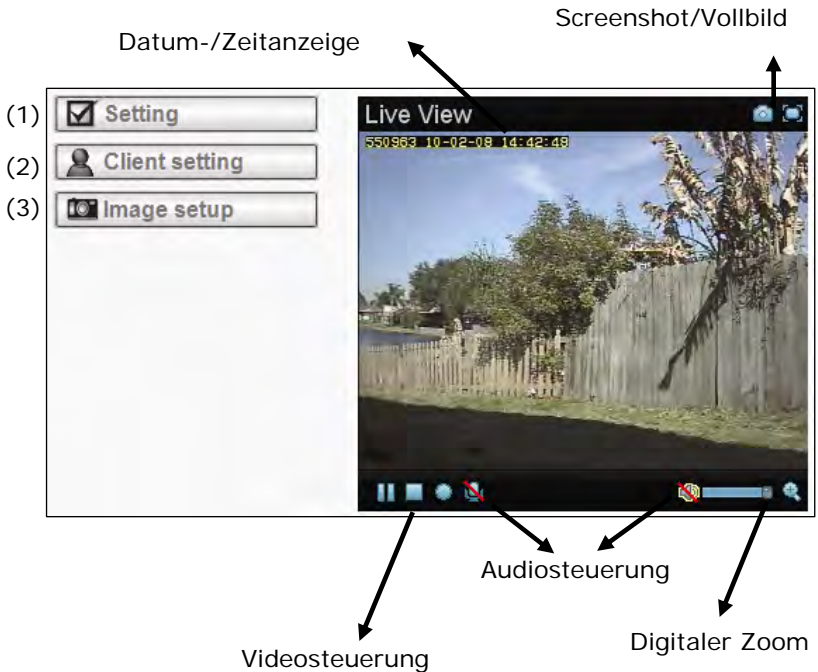 Screenshot/Vollbild
Datum-/Zeitanzeige
(1) Setting
(2) Client setting
(3) Image setup
Live View
550963 10-02-08 14:42:48
Audiosteuerung
Digitaler Zoom
Videosteuerung